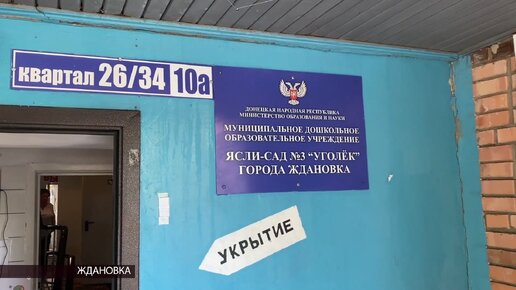 квартал 26/34 10а
ДОНЕЦКАЯ НАРОДНАЯ РЕСПУБЛИКА
МИНИСТЕРСТВО ОБРАЗОВАНИЯ И НАУКИ
МУНИЦИПАЛЬНОЕ ДОШКОЛЬНОЕ
ОБРАЗОВАТЕЛЬНОЕ УЧРЕЖДЕНИЕ
ЯСЛИ-САД №3 "УГОЛЁК"
ГОРОДА ЖДАНОВКА
УКРЫТИЕ
ЖДАНОВКА